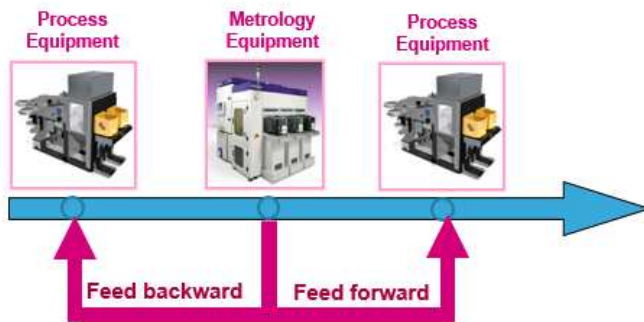 Process
Equipment
Metrology
Equipment
Process
Equipment
Feed backward
Feed forward